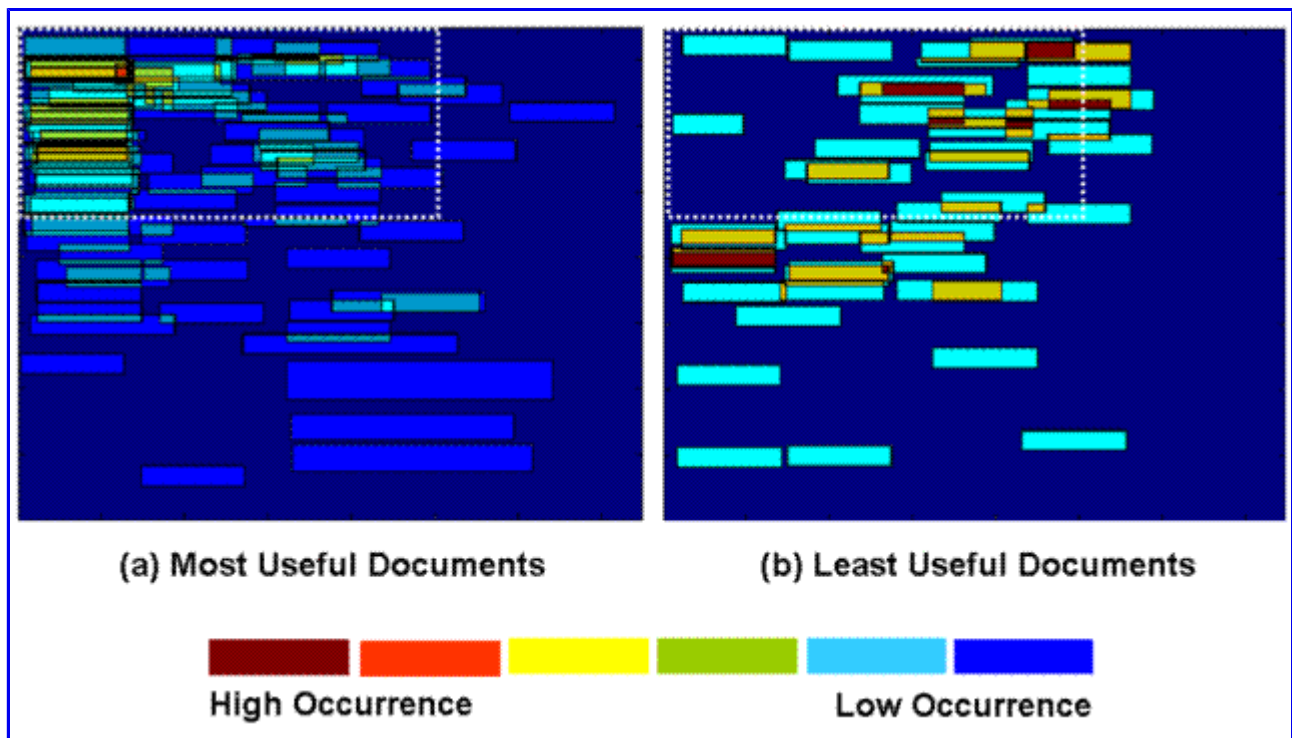 (a) Most Useful Documents
(b) Least Useful Documents
High Occurrence
Low Occurrence